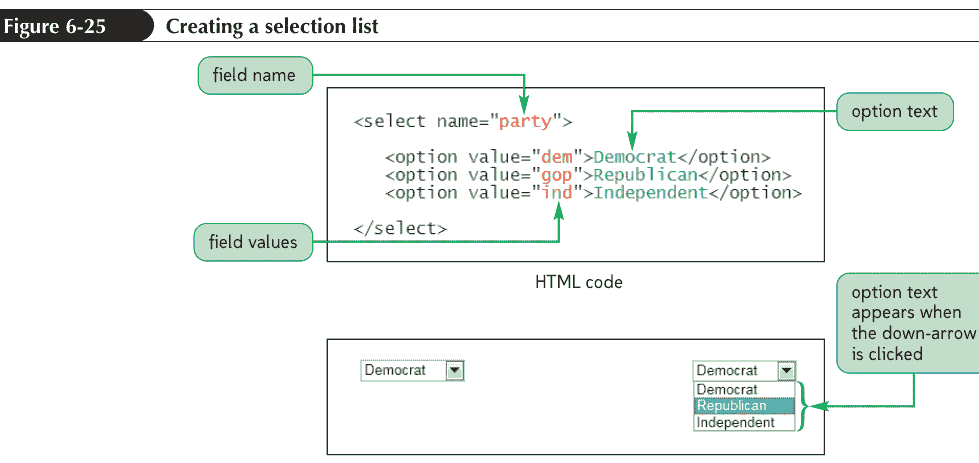 Figure 6-25 Creating a selection list
field name
option text
<select name="party">
<option value="dem">Democrat</option>
<option value="gop">Republican</option>
<option value="ind">Independent</option>
</select>
field values
HTML code
option text
appears when
the down-arrow
is clicked
Democrat
Democrat
Democrat
Republican
Independent